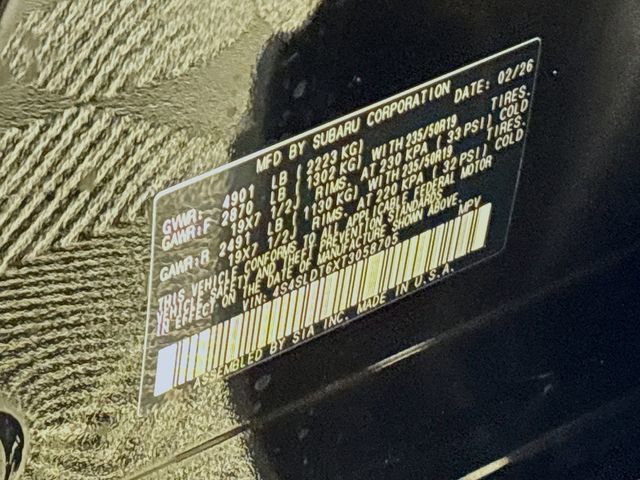 MFD BY SUBARU CORPORATION DATE: 02/26
GVWR: 4901 LB (2223 KG)
GAWR:F 2870 LB (1302 KG) WITH 235/50R19 TIRES.
19X7 1/2J RIMS. AT 230 KPA (33 PSI) COLD
GAWR:R 2491 LB (1130 KG) WITH 235/50R19 TIRES.
19X7 1/2J RIMS. AT 220 KPA (32 PSI) COLD
THIS VEHICLE CONFORMS TO ALL APPLICABLE FEDERAL MOTOR
VEHICLE SAFETY AND THEFT PREVENTION STANDARDS
IN EFFECT ON THE DATE OF MANUFACTURE SHOWN ABOVE.
VIN: 4S4SLDT6XT3058705 MPV
ASSEMBLED BY SIA INC. MADE IN U.S.A.